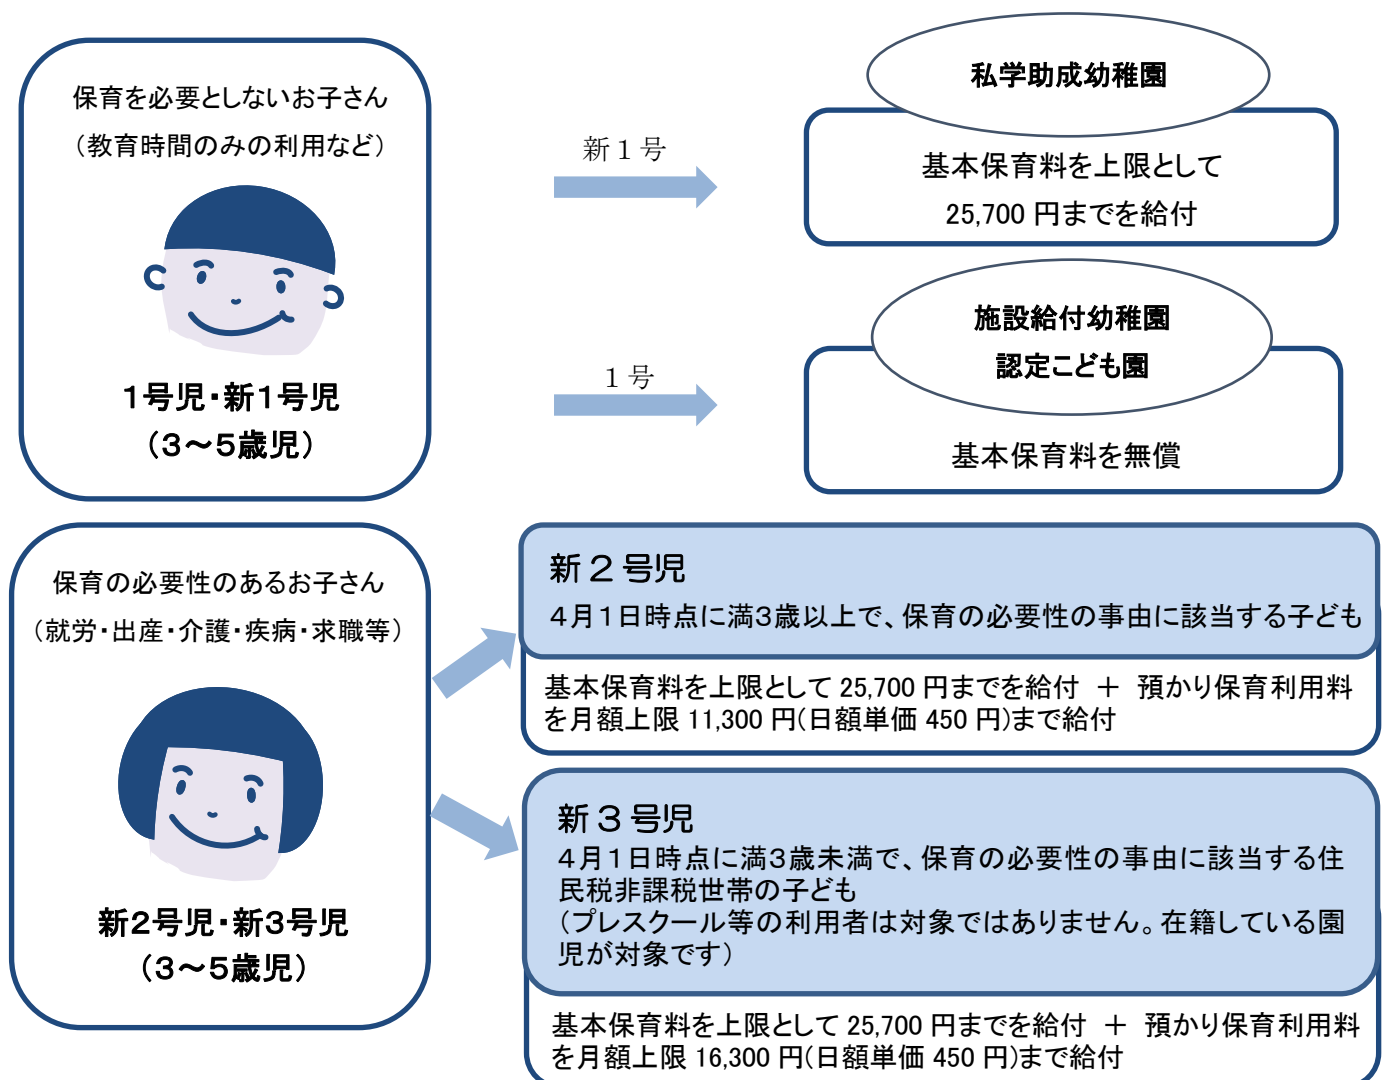 保育を必要としないお子さん
(教育時間のみの利用など)
1号児・新1号児
(3～5歳児)
新1号
私学助成幼稚園
基本保育料を上限として
25,700 円までを給付
1号
施設給付幼稚園
認定こども園
基本保育料を無償
保育の必要性のあるお子さん
(就労・出産・介護・疾病・求職等)
新2号児・新3号児
(3～5歳児)
新2号児
4月1日時点に満3歳以上で、保育の必要性の事由に該当する子ども
基本保育料を上限として 25,700 円までを給付 ＋ 預かり保育利用料
を月額上限 11,300 円(日額単価 450 円)まで給付
新3号児
4月1日時点に満3歳未満で、保育の必要性の事由に該当する住
民税非課税世帯の子ども
(プレスクール等の利用者は対象ではありません。在籍している園
児が対象です)
基本保育料を上限として 25,700 円までを給付 ＋ 預かり保育利用料
を月額上限 16,300 円(日額単価 450 円)まで給付